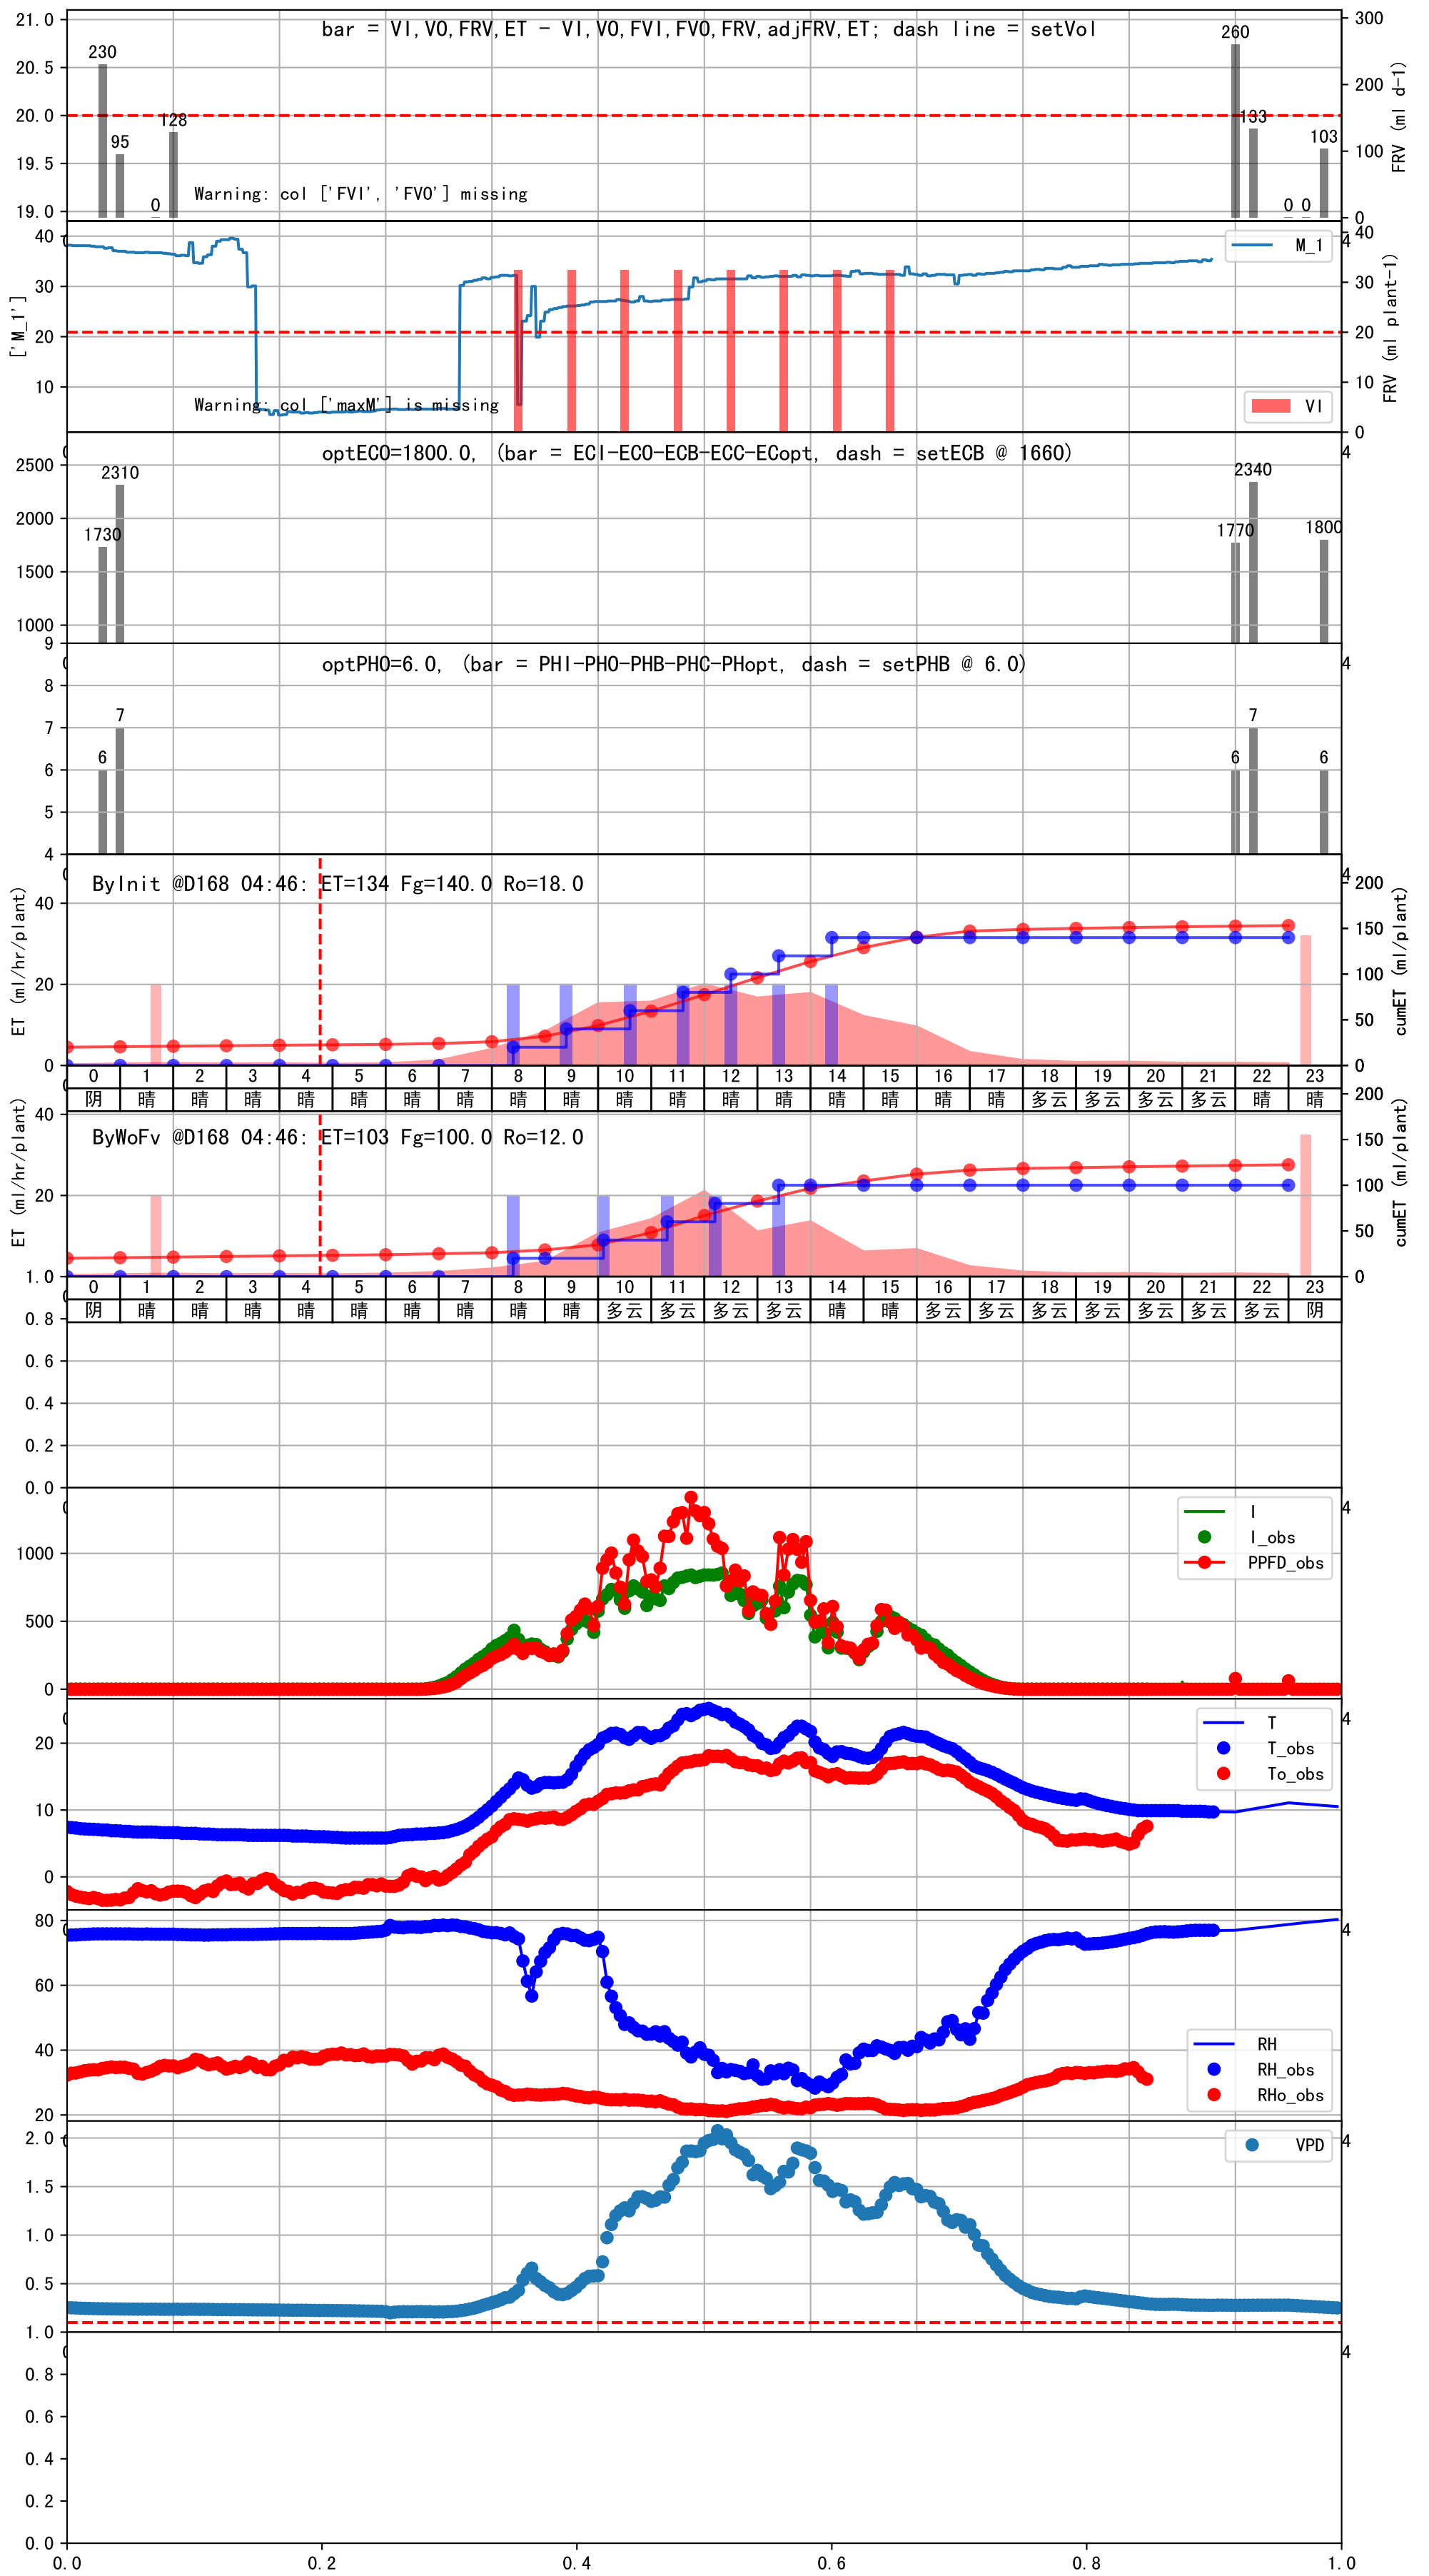 bar = VI,VO,FRV,ET - VI,VO,FVI,FVO,FRV,adjFRV,ET; dash line = setVol
21.0
20.5
20.0
19.5
19.0
300
200
100
0
FRV (ml d-1)
230
95
0
128
260
133
0
0
103
Warning: col ['FVI', 'FVO'] missing
['M_1']
40
30
20
10
40
30
20
10
0
FRV (ml plant-1)
M_1
VI
Warning: col ['maxM'] is missing
optECO=1800.0, (bar = ECI-ECO-ECB-ECC-ECopt, dash = setECB @ 1660)
2500
2000
1500
1000
1730
2310
1770
2340
1800
optPHO=6.0, (bar = PHI-PHO-PHB-PHC-PHopt, dash = setPHB @ 6.0)
9
8
7
6
5
4
6
7
6
7
6
ByInit @D168 04:46: ET=134 Fg=140.0 Ro=18.0
ET (ml/hr/plant)
40
20
0
200
150
100
50
0
cumET (ml/plant)
0 1 2 3 4 5 6 7 8 9 10 11 12 13 14 15 16 17 18 19 20 21 22 23
阴 晴 晴 晴 晴 晴 晴 晴 晴 晴 晴 晴 晴 晴 晴 晴 晴 晴 多云 多云 多云 多云 晴 晴
ByWoFv @D168 04:46: ET=103 Fg=100.0 Ro=12.0
ET (ml/hr/plant)
40
20
200
150
100
50
0
cumET (ml/plant)
0 1 2 3 4 5 6 7 8 9 10 11 12 13 14 15 16 17 18 19 20 21 22 23
阴 晴 晴 晴 晴 晴 晴 晴 晴 晴 多云 多云 多云 多云 晴 晴 多云 多云 多云 多云 多云 多云 多云 阴
1.0
0.8
0.6
0.4
0.2
0.0
1000
500
0
I
I_obs
PPFD_obs
20
10
0
T
T_obs
To_obs
80
60
40
20
RH
RH_obs
RHo_obs
2.0
1.5
1.0
0.5
VPD
1.0
0.8
0.6
0.4
0.2
0.0
0.0 0.2 0.4 0.6 0.8 1.0